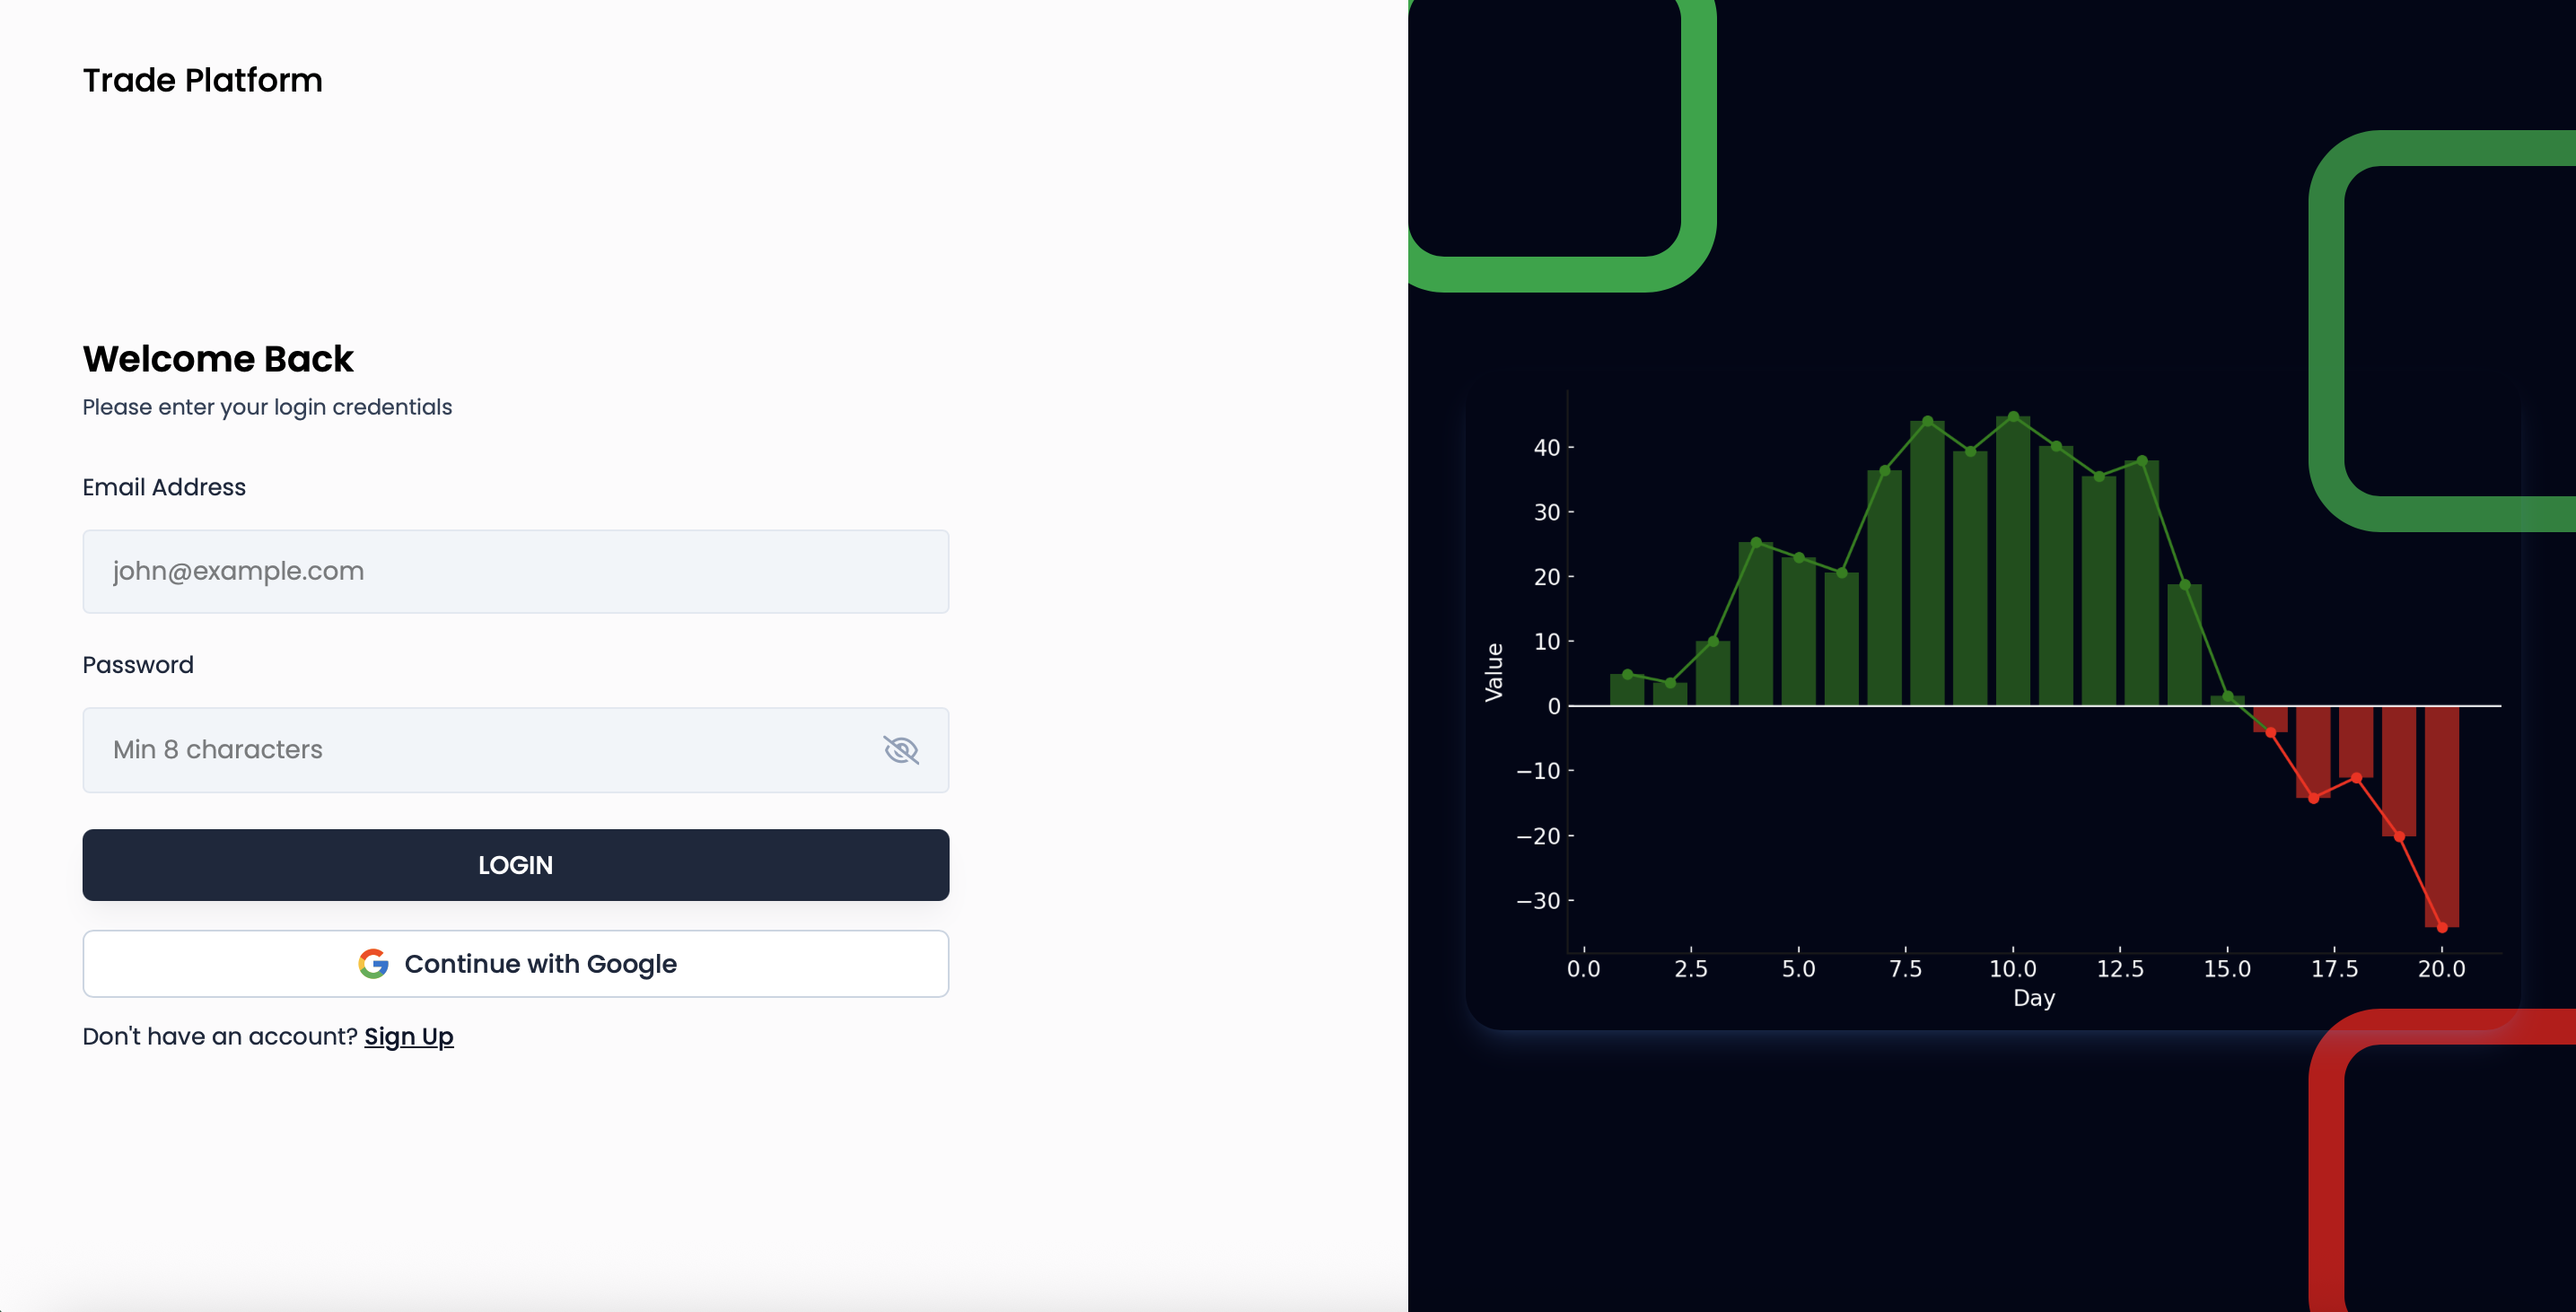 Trade Platform
Welcome Back
Please enter your login credentials
Email Address
john@example.com
Password
Min 8 characters
LOGIN
Continue with Google
Don't have an account? Sign Up
40
30
20
10
0
−10
−20
−30
Value
0.0 2.5 5.0 7.5 10.0 12.5 15.0 17.5 20.0
Day